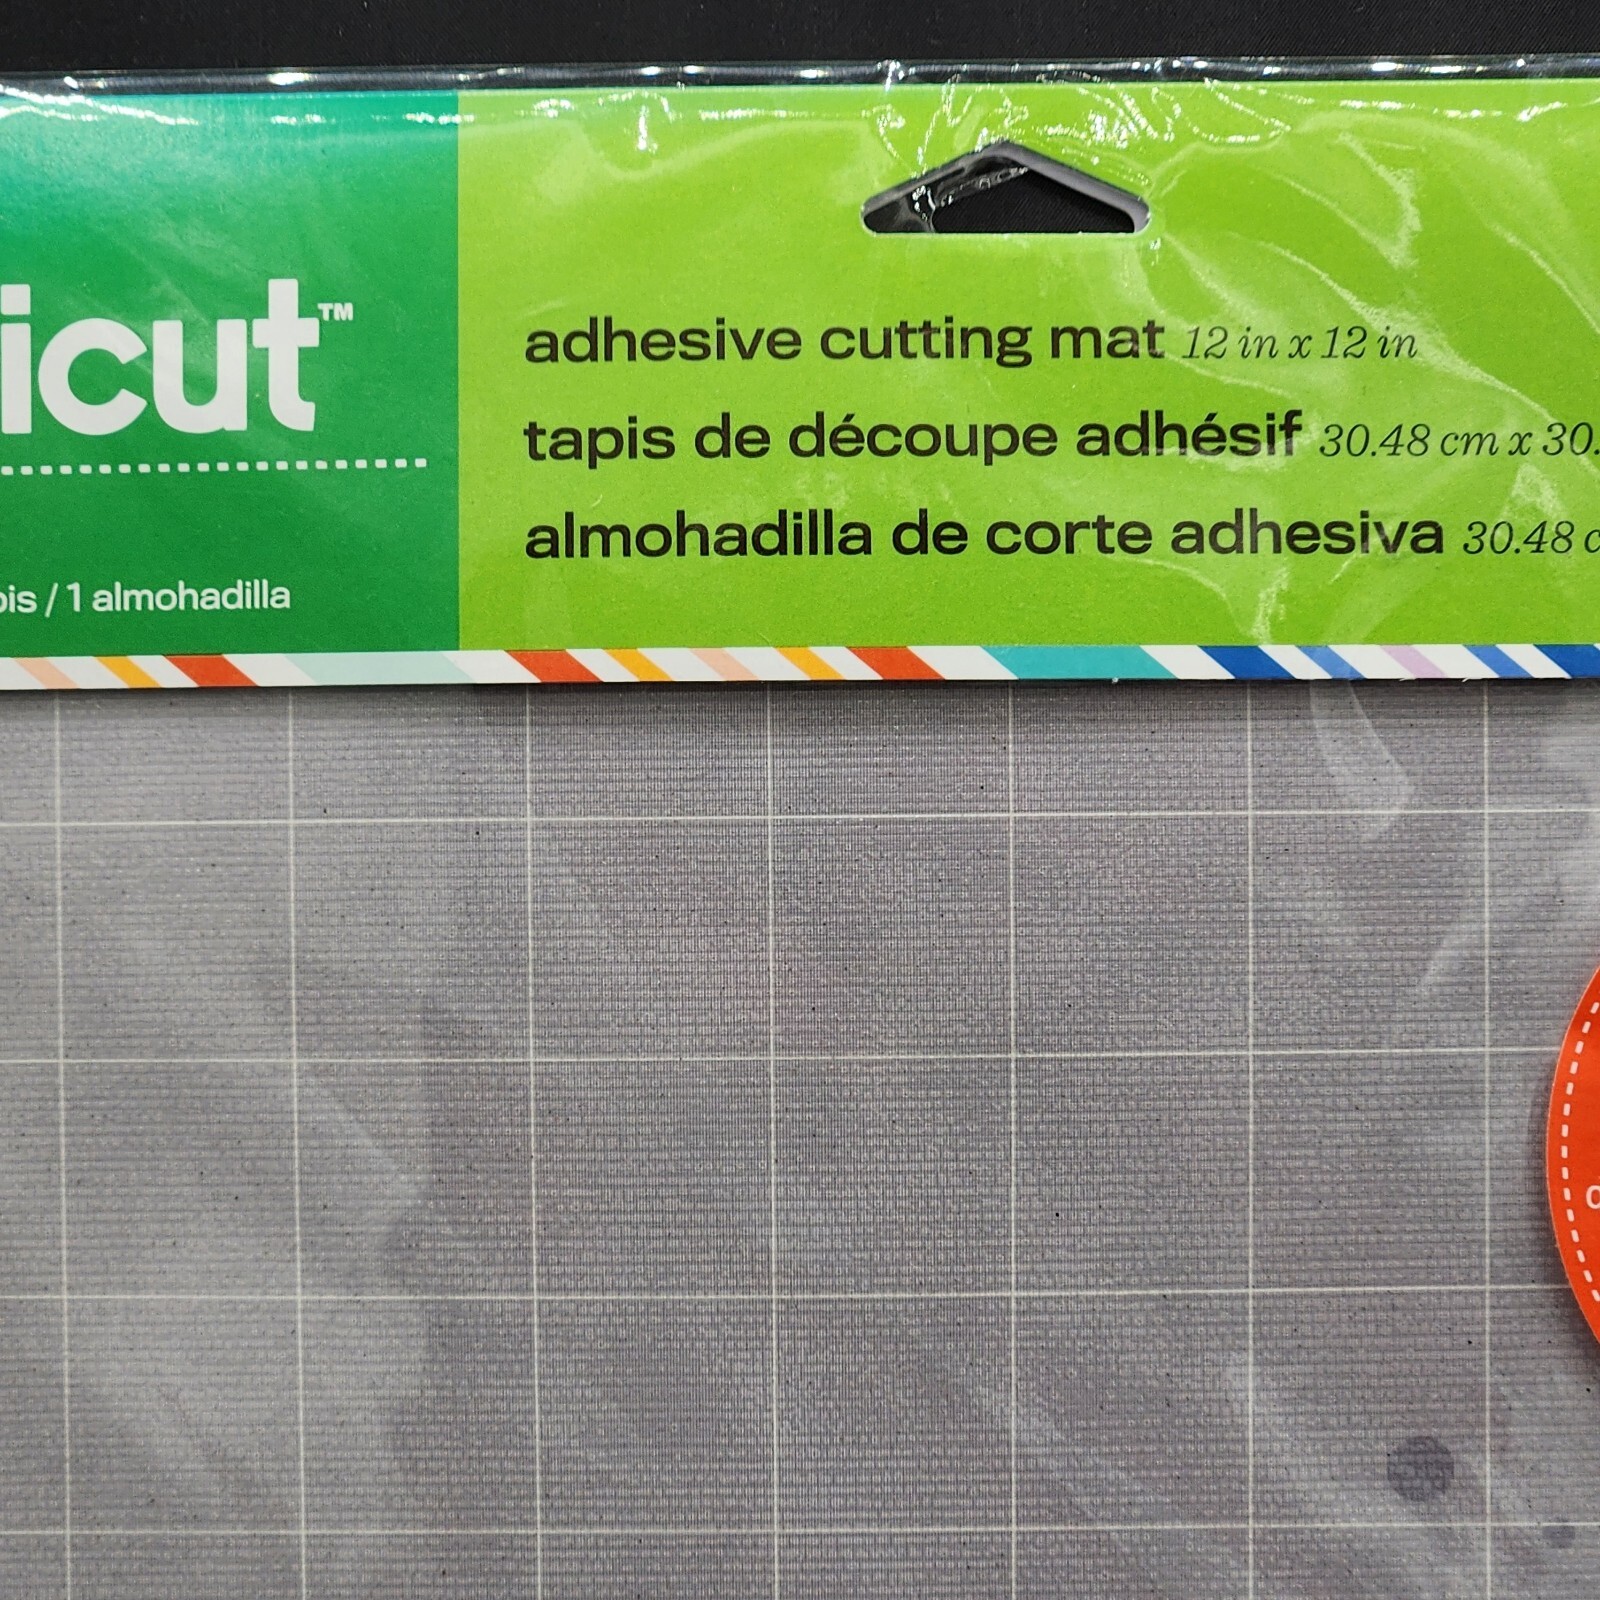 icut™
adhesive cutting mat 12 in x 12 in
tapis de découpe adhésif 30.48 cm x 30.
almohadilla de corte adhesiva 30.48 c
pis / 1 almohadilla